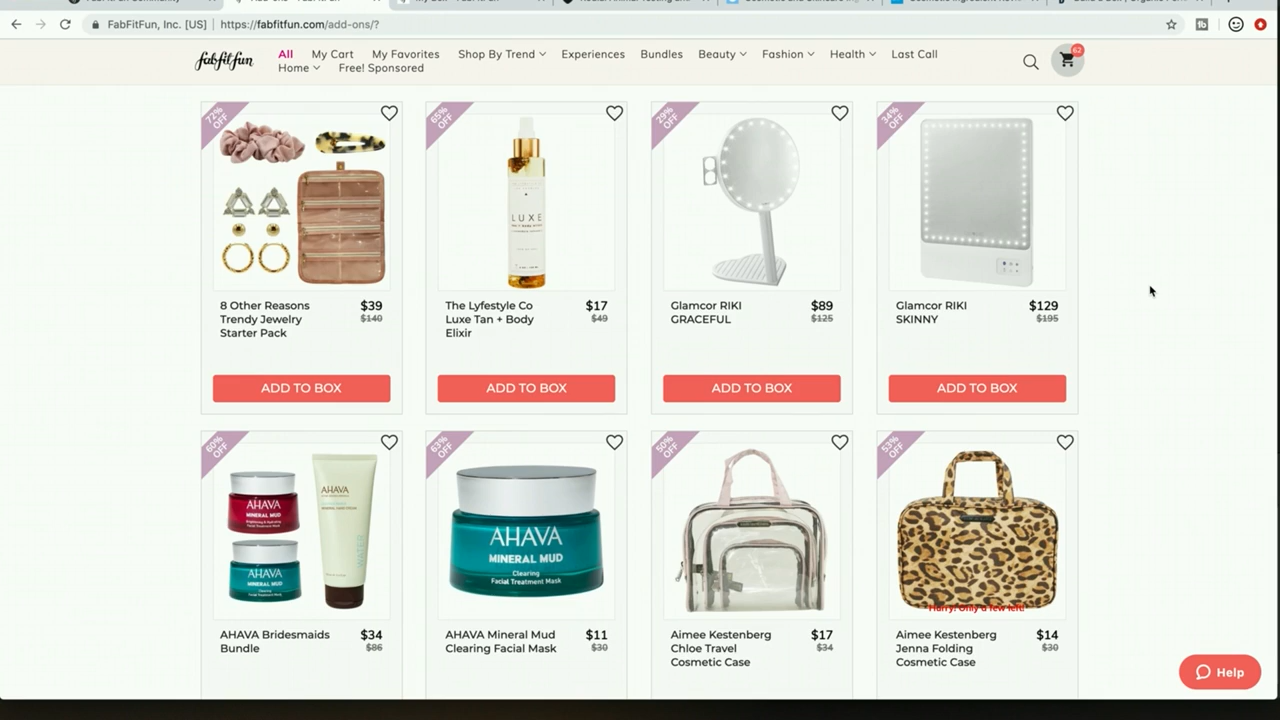 FabFitFun, Inc. [US] | https://fabfitfun.com/add-ons/?
fabfitfun
All My Cart My Favorites Shop By Trend Experiences Bundles Beauty Fashion Health Last Call
Home Free! Sponsored
62
72% OFF
65% OFF
29% OFF
34% OFF
LUXE
8 Other Reasons $39
Trendy Jewelry $140
Starter Pack
The Lyfestyle Co $17
Luxe Tan + Body $49
Elixir
Glamcor RIKI $89
GRACEFUL $125
Glamcor RIKI $129
SKINNY $195
ADD TO BOX
ADD TO BOX
ADD TO BOX
ADD TO BOX
60% OFF
63% OFF
50% OFF
53% OFF
AHAVA
MINERAL MUD
AHAVA
MINERAL MUD
AHAVA
WATER
AHAVA
MINERAL MUD
Clearing
Facial Treatment Mask
Hurry! Only a few left!
AHAVA Bridesmaids $34
Bundle $86
AHAVA Mineral Mud $11
Clearing Facial Mask $30
Aimee Kestenberg $17
Chloe Travel $34
Cosmetic Case
Aimee Kestenberg $14
Jenna Folding $30
Cosmetic Case
Help